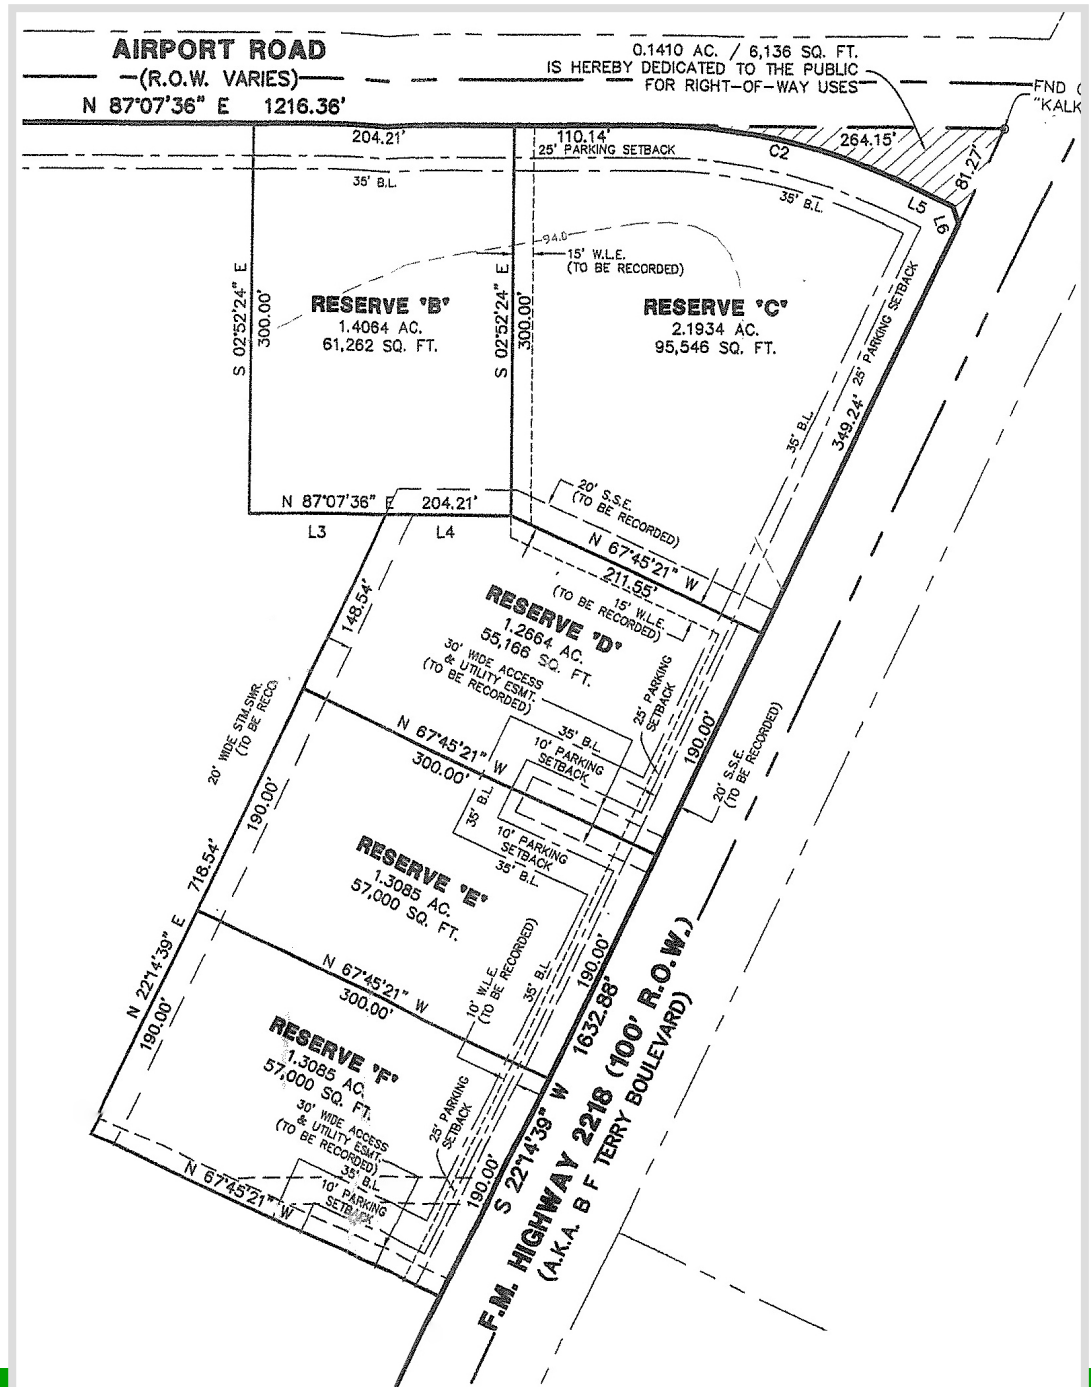 AIRPORT ROAD
(R.O.W. VARIES)
N 87°07'36" E 1216.36'
0.1410 AC. / 6,136 SQ. FT.
IS HEREBY DEDICATED TO THE PUBLIC
FOR RIGHT-OF-WAY USES
FND
"KALK
204.21'
110.14'
25' PARKING SETBACK
C2
264.15'
81.27'
L5
L6
35' B.L.
35' B.L.
94.0
15' W.L.E.
(TO BE RECORDED)
S 02°52'24" E
300.00'
RESERVE "B"
1.4064 AC.
61,262 SQ. FT.
S 02°52'24" E
300.00'
RESERVE "C"
2.1934 AC.
95,546 SQ. FT.
25' PARKING SETBACK
349.24'
35' B.L.
N 87°07'36" E 204.21'
L3
L4
20' S.S.E.
(TO BE RECORDED)
N 67°45'21" W
211.55'
15' W.L.E.
(TO BE RECORDED)
148.54'
RESERVE "D"
1.2664 AC.
55,166 SQ. FT.
30' WIDE ACCESS
& UTILITY ESMT.
(TO BE RECORDED)
25' PARKING
SETBACK
190.00'
20' S.S.E.
(TO BE RECORDED)
20' WIDE STM.SWR.
(TO BE RECO
N 67°45'21" W
300.00'
35' B.L.
10' PARKING
SETBACK
35' B.L.
10' PARKING
SETBACK
35' B.L.
190.00'
718.54'
N 22°14'39" E
RESERVE "E"
1.3085 AC.
57,000 SQ. FT.
10' W.L.E.
(TO BE RECORDED)
35' B.L.
190.00'
N 67°45'21" W
300.00'
190.00'
RESERVE "F"
1.3085 AC.
57,000 SQ. FT.
30' WIDE ACCESS
& UTILITY ESMT.
(TO BE RECORDED)
35' B.L.
10' PARKING
SETBACK
25' PARKING
SETBACK
190.00'
N 67°45'21" W
S 22°14'39" W 1632.88'
F.M. HIGHWAY 2218 (100' R.O.W.)
(A.K.A. B F TERRY BOULEVARD)